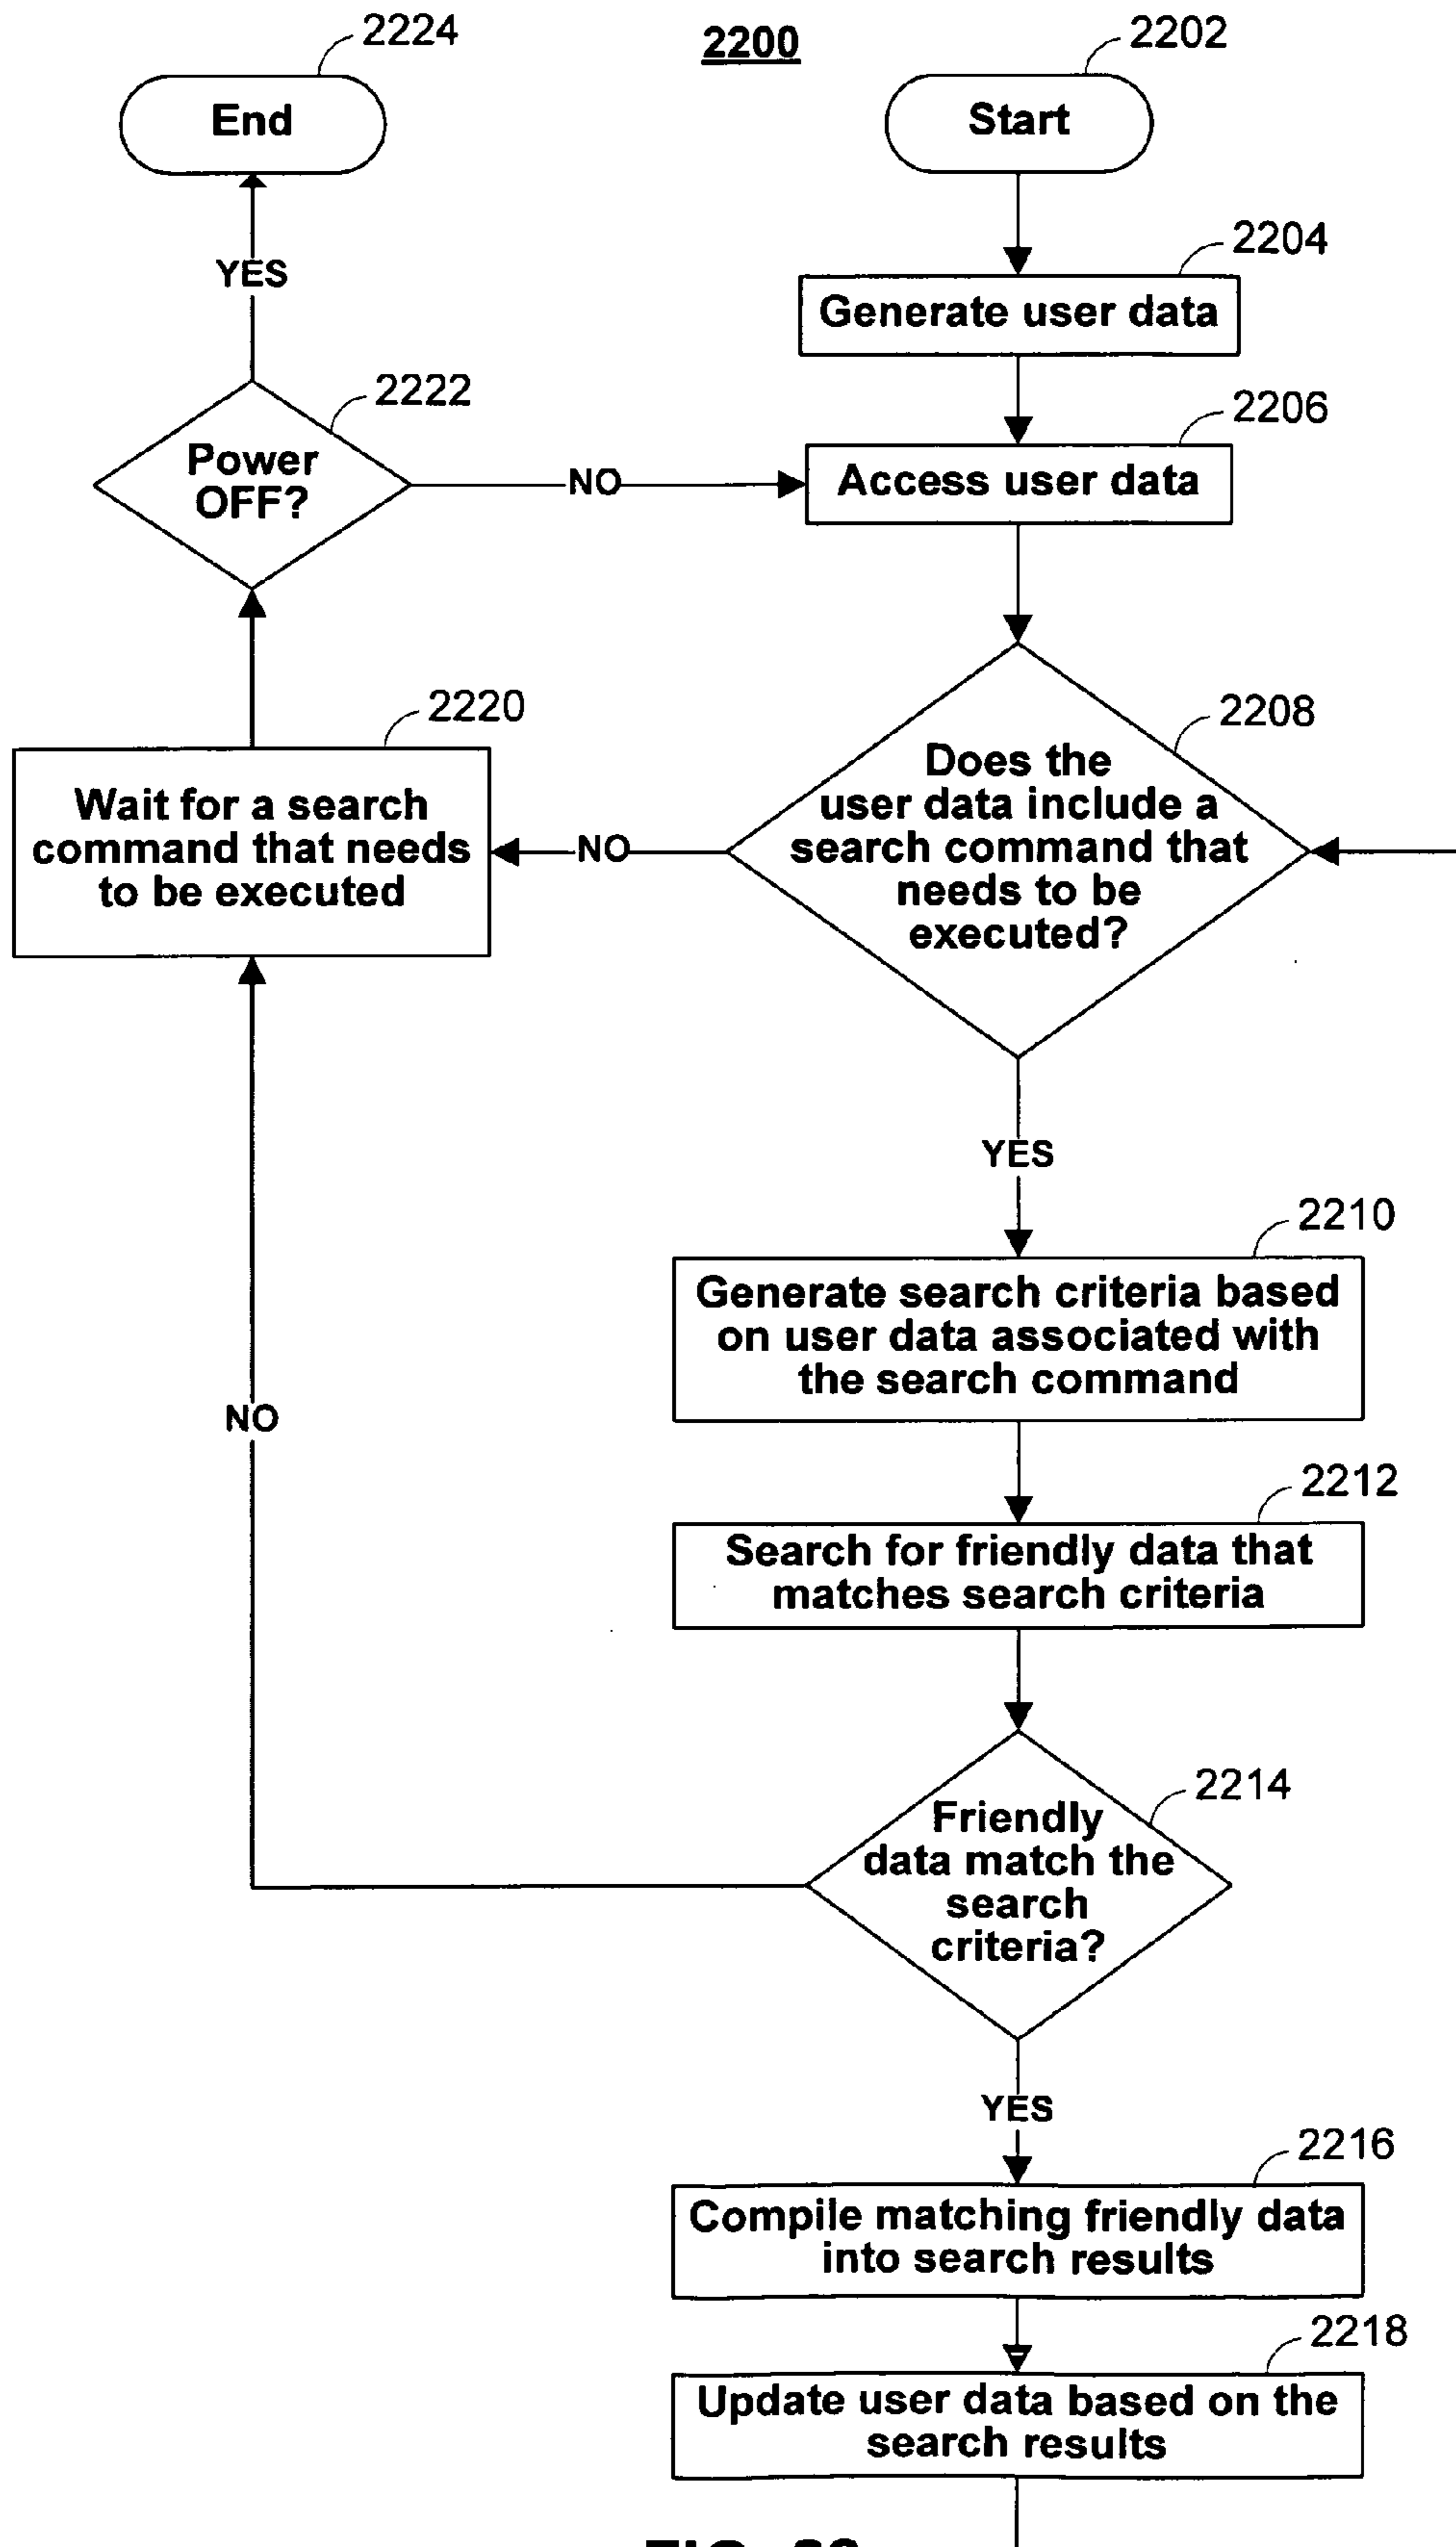 2200
2202
Start
2204
Generate user data
2206
Access user data
2208
Does the
user data include a
search command that
needs to be
executed?
YES
2210
Generate search criteria based
on user data associated with
the search command
2212
Search for friendly data that
matches search criteria
2214
Friendly
data match the
search
criteria?
YES
2216
Compile matching friendly data
into search results
2218
Update user data based on the
search results
NO
NO
2220
Wait for a search
command that needs
to be executed
2222
Power
OFF?
NO
YES
2224
End